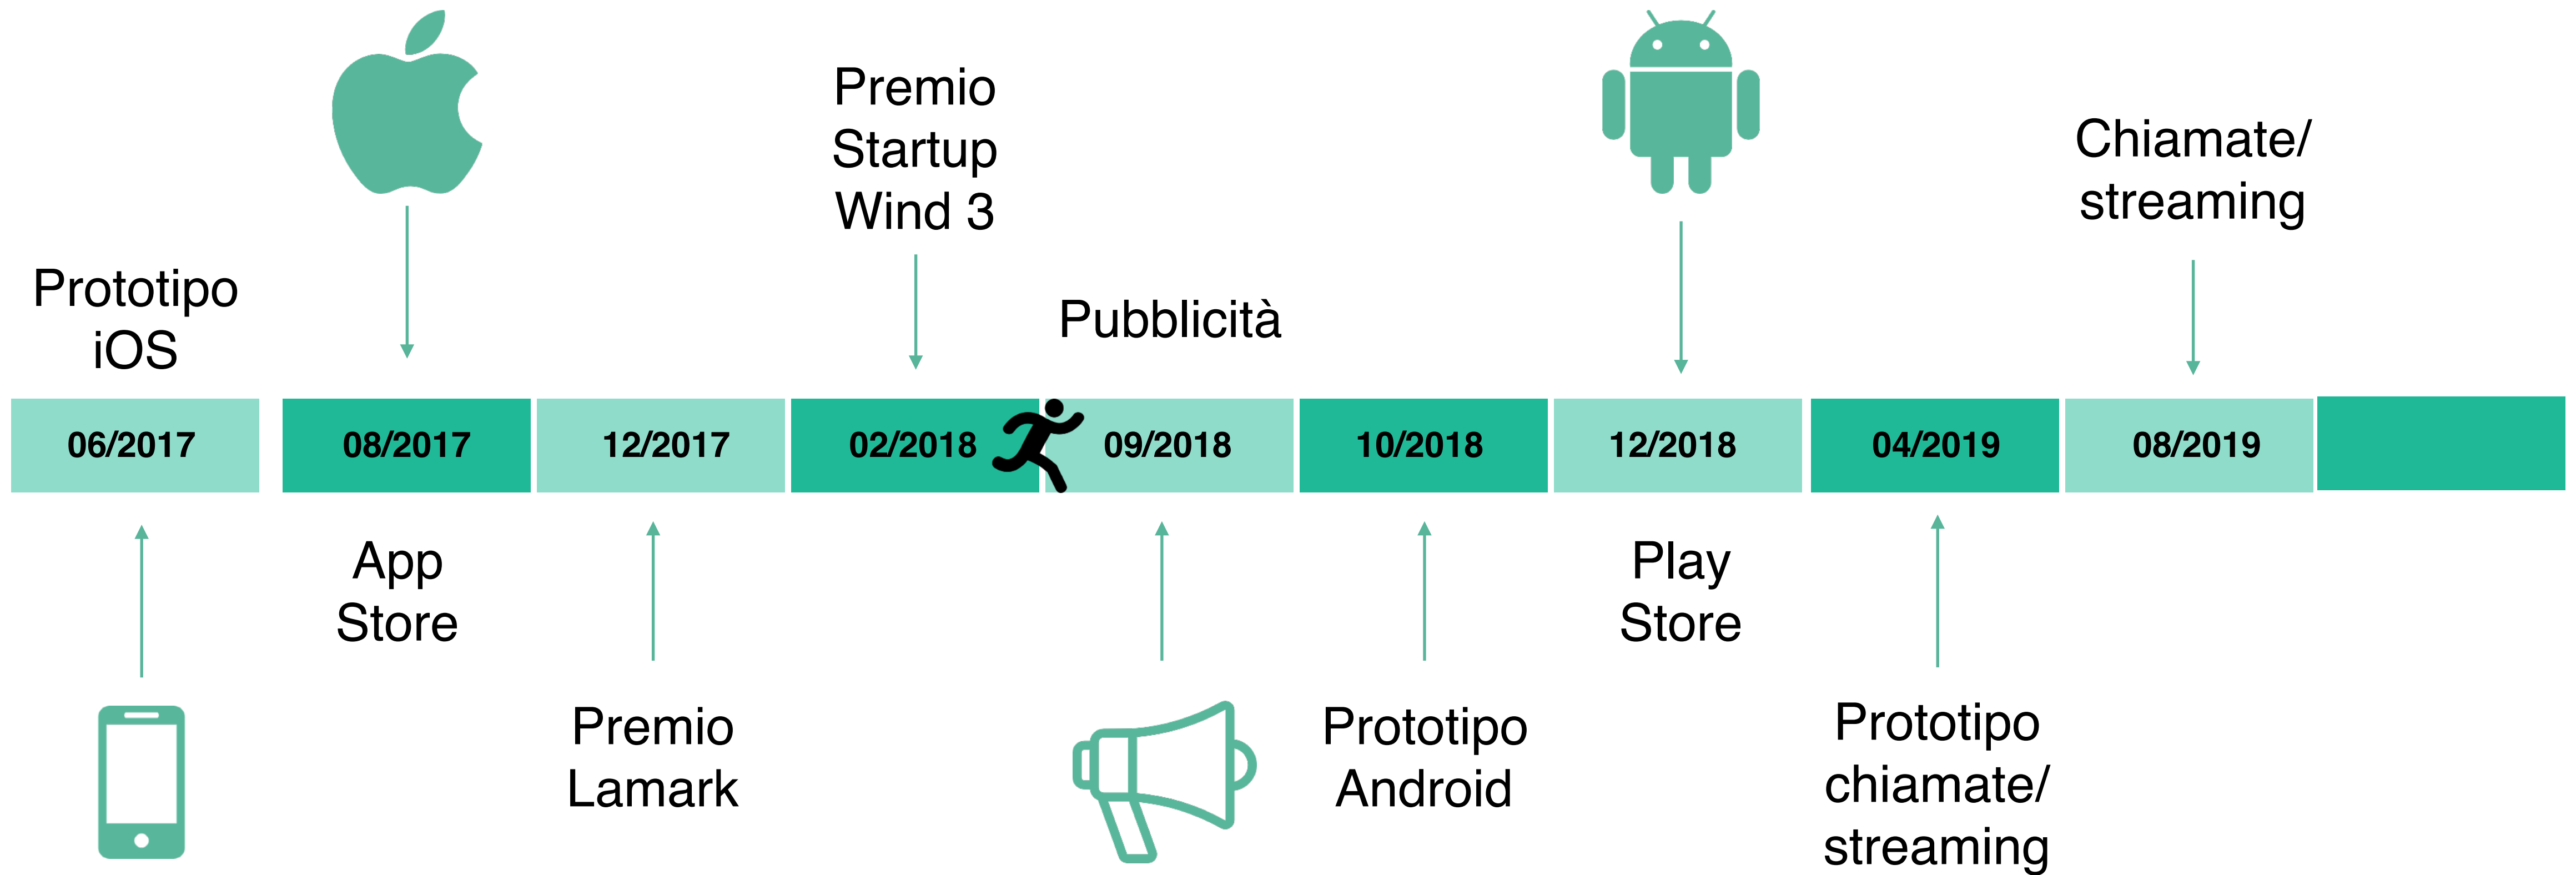 Prototipo
iOS
Premio
Startup
Wind 3
Pubblicità
Chiamate/
streaming
06/2017
08/2017
12/2017
02/2018
09/2018
10/2018
12/2018
04/2019
08/2019
App
Store
Premio
Lamark
Prototipo
Android
Play
Store
Prototipo
chiamate/
streaming